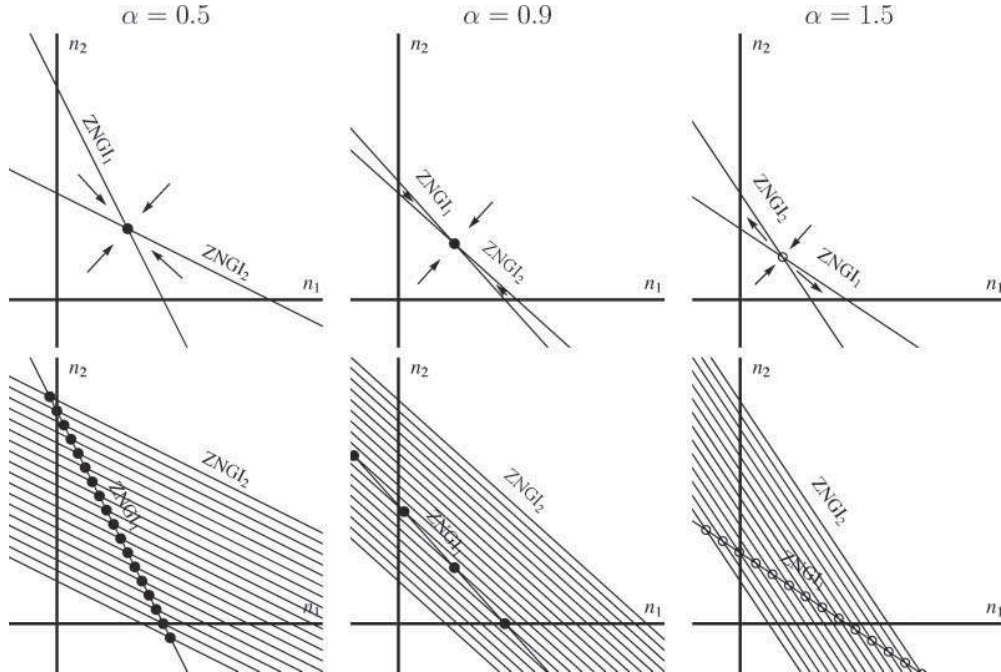 α = 0.5
α = 0.9
α = 1.5
n₂
ZNGI₁
ZNGI₂
n₁
n₂
ZNGI₁
ZNGI₂
n₁
n₂
ZNGI₂
ZNGI₁
n₁
n₂
ZNGI₂
ZNGI₁
n₁
n₂
ZNGI₂
ZNGI₁
n₁
n₂
ZNGI₂
ZNGI₁
n₁